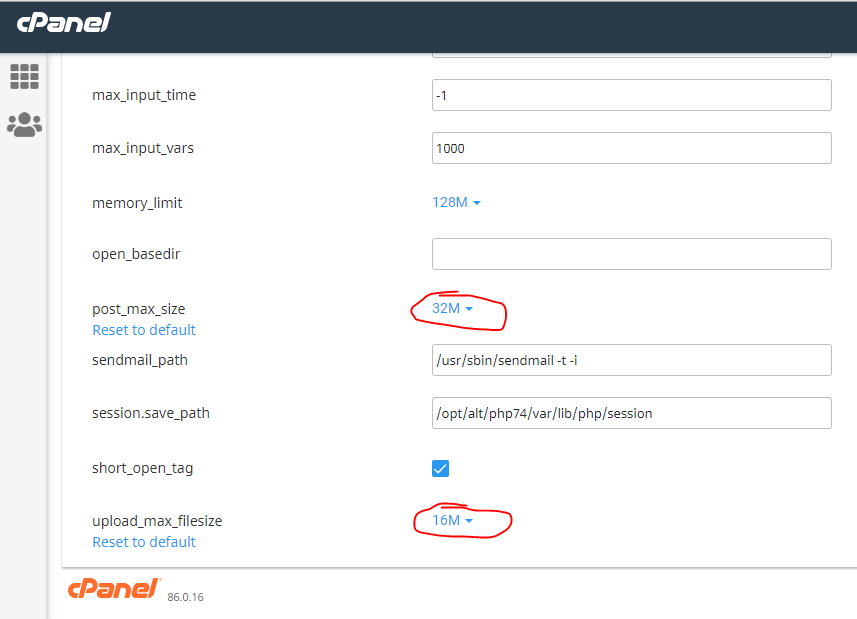 cPanel
max_input_time
-1
max_input_vars
1000
memory_limit
128M
open_basedir
post_max_size
32M
Reset to default
sendmail_path
/usr/sbin/sendmail -t -i
session.save_path
/opt/alt/php74/var/lib/php/session
short_open_tag
upload_max_filesize
16M
Reset to default
cPanel 86.0.16